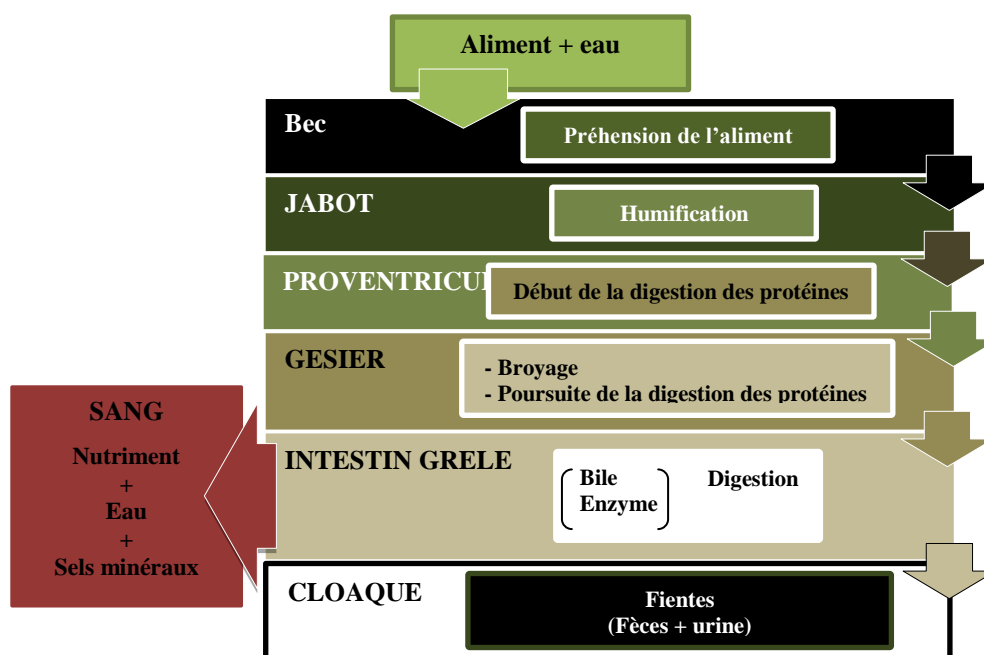 Aliment + eau
Bec
Préhension de l'aliment
JABOT
Humification
PROVENTRICU
Début de la digestion des protéines
GESIER
- Broyage
- Poursuite de la digestion des protéines
SANG
Nutriment
+
Eau
+
Sels minéraux
INTESTIN GRELE
Bile
Enzyme
Digestion
CLOAQUE
Fientes
(Fèces + urine)